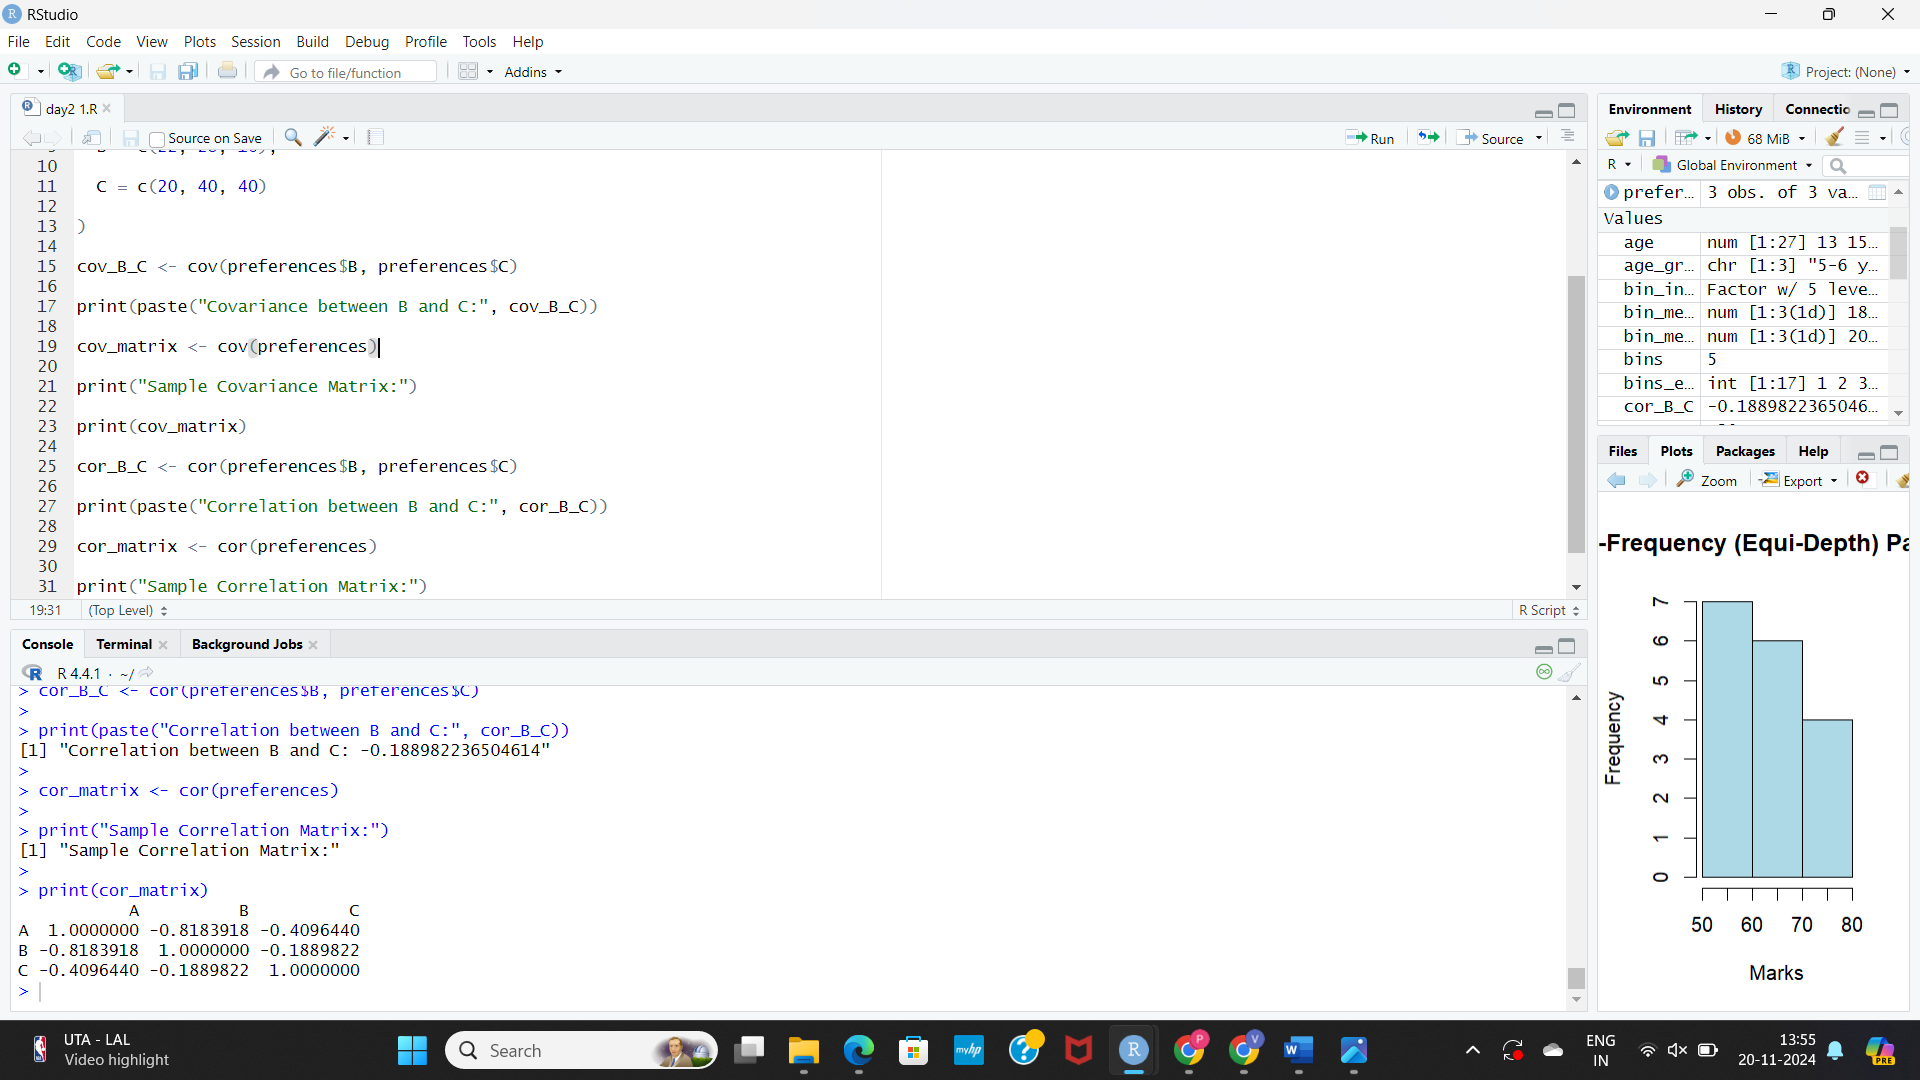 RStudio
File Edit Code View Plots Session Build Debug Profile Tools Help
Go to file/function Addins Project: (None)
day2 1.R
Source on Save Run Source
10
11 C = c(20, 40, 40)
12
13 )
14
15 cov_B_C <- cov(preferences$B, preferences$C)
16
17 print(paste("Covariance between B and C:", cov_B_C))
18
19 cov_matrix <- cov(preferences)
20
21 print("Sample Covariance Matrix:")
22
23 print(cov_matrix)
24
25 cor_B_C <- cor(preferences$B, preferences$C)
26
27 print(paste("Correlation between B and C:", cor_B_C))
28
29 cor_matrix <- cor(preferences)
30
31 print("Sample Correlation Matrix:")
19:31 (Top Level) R Script
Console Terminal Background Jobs
R 4.4.1 · ~/
> cor_B_C <- cor(preferences$B, preferences$C)
>
> print(paste("Correlation between B and C:", cor_B_C))
[1] "Correlation between B and C: -0.188982236504614"
>
> cor_matrix <- cor(preferences)
>
> print("Sample Correlation Matrix:")
[1] "Sample Correlation Matrix:"
>
> print(cor_matrix)
A B C
A 1.0000000 -0.8183918 -0.4096440
B -0.8183918 1.0000000 -0.1889822
C -0.4096440 -0.1889822 1.0000000
>
Environment History Connectio
68 MiB
R Global Environment
prefer… 3 obs. of 3 va…
Values
age num [1:27] 13 15…
age_gr… chr [1:3] "5-6 y…
bin_in… Factor w/ 5 leve…
bin_me… num [1:3(1d)] 18…
bin_me… num [1:3(1d)] 20…
bins 5
bins_e… int [1:17] 1 2 3…
cor_B_C -0.1889822365046…
Files Plots Packages Help
Zoom Export
-Frequency (Equi-Depth) Pa
Frequency
7
6
5
4
3
2
1
0
50 60 70 80
Marks
UTA - LAL
Video highlight
Search
myhp
P
V
PRE
ENG
IN
13:55
20-11-2024